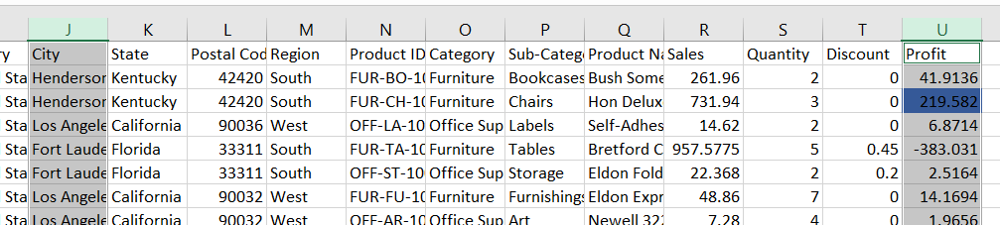 J K L M N O P Q R S T U
ry City State Postal Cod Region Product ID Category Sub-Catego Product Na Sales Quantity Discount Profit
Sta Henderson Kentucky 42420 South FUR-BO-10 Furniture Bookcases Bush Some 261.96 2 0 41.9136
Sta Henderson Kentucky 42420 South FUR-CH-10 Furniture Chairs Hon Delux 731.94 3 0 219.582
Sta Los Angele California 90036 West OFF-LA-10 Office Sup Labels Self-Adhes 14.62 2 0 6.8714
Sta Fort Laude Florida 33311 South FUR-TA-10 Furniture Tables Bretford C 957.5775 5 0.45 -383.031
Sta Fort Laude Florida 33311 South OFF-ST-10 Office Sup Storage Eldon Fold 22.368 2 0.2 2.5164
Sta Los Angele California 90032 West FUR-FU-10 Furniture Furnishings Eldon Expr 48.86 7 0 14.1694
Sta Los Angele California 90032 West OFF-AR-10 Office Sup Art Newell 322 7.28 4 0 1.9656